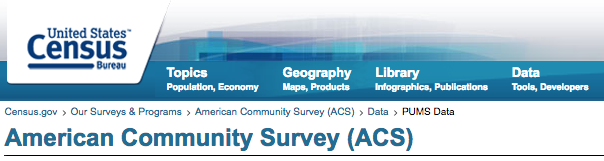 United States™
Census
Bureau
Topics Geography Library Data
Population, Economy Maps, Products Infographics, Publications Tools, Developers
Census.gov › Our Surveys & Programs › American Community Survey (ACS) › Data › PUMS Data
American Community Survey (ACS)